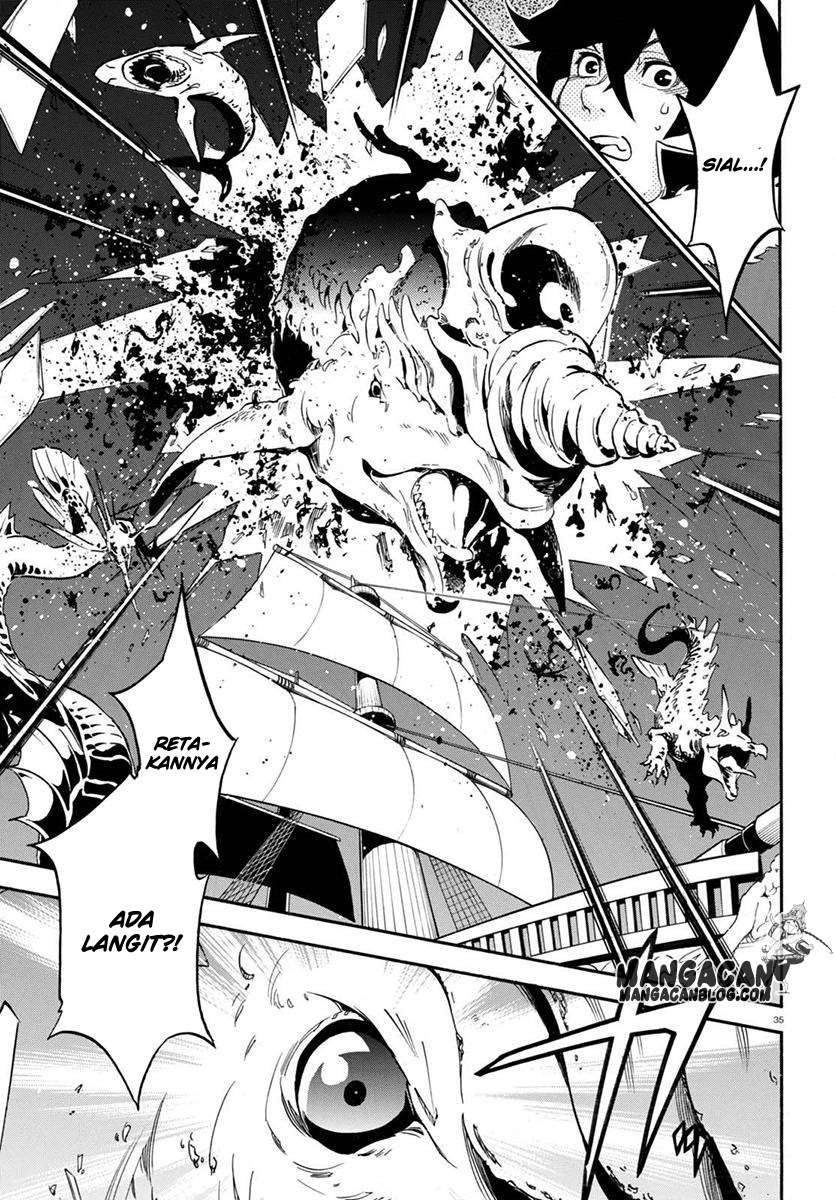 SIAL...!
RETA-
KANNYA
ADA
LANGIT?!
MANGACAN
MANGACANBLOG.COM
35